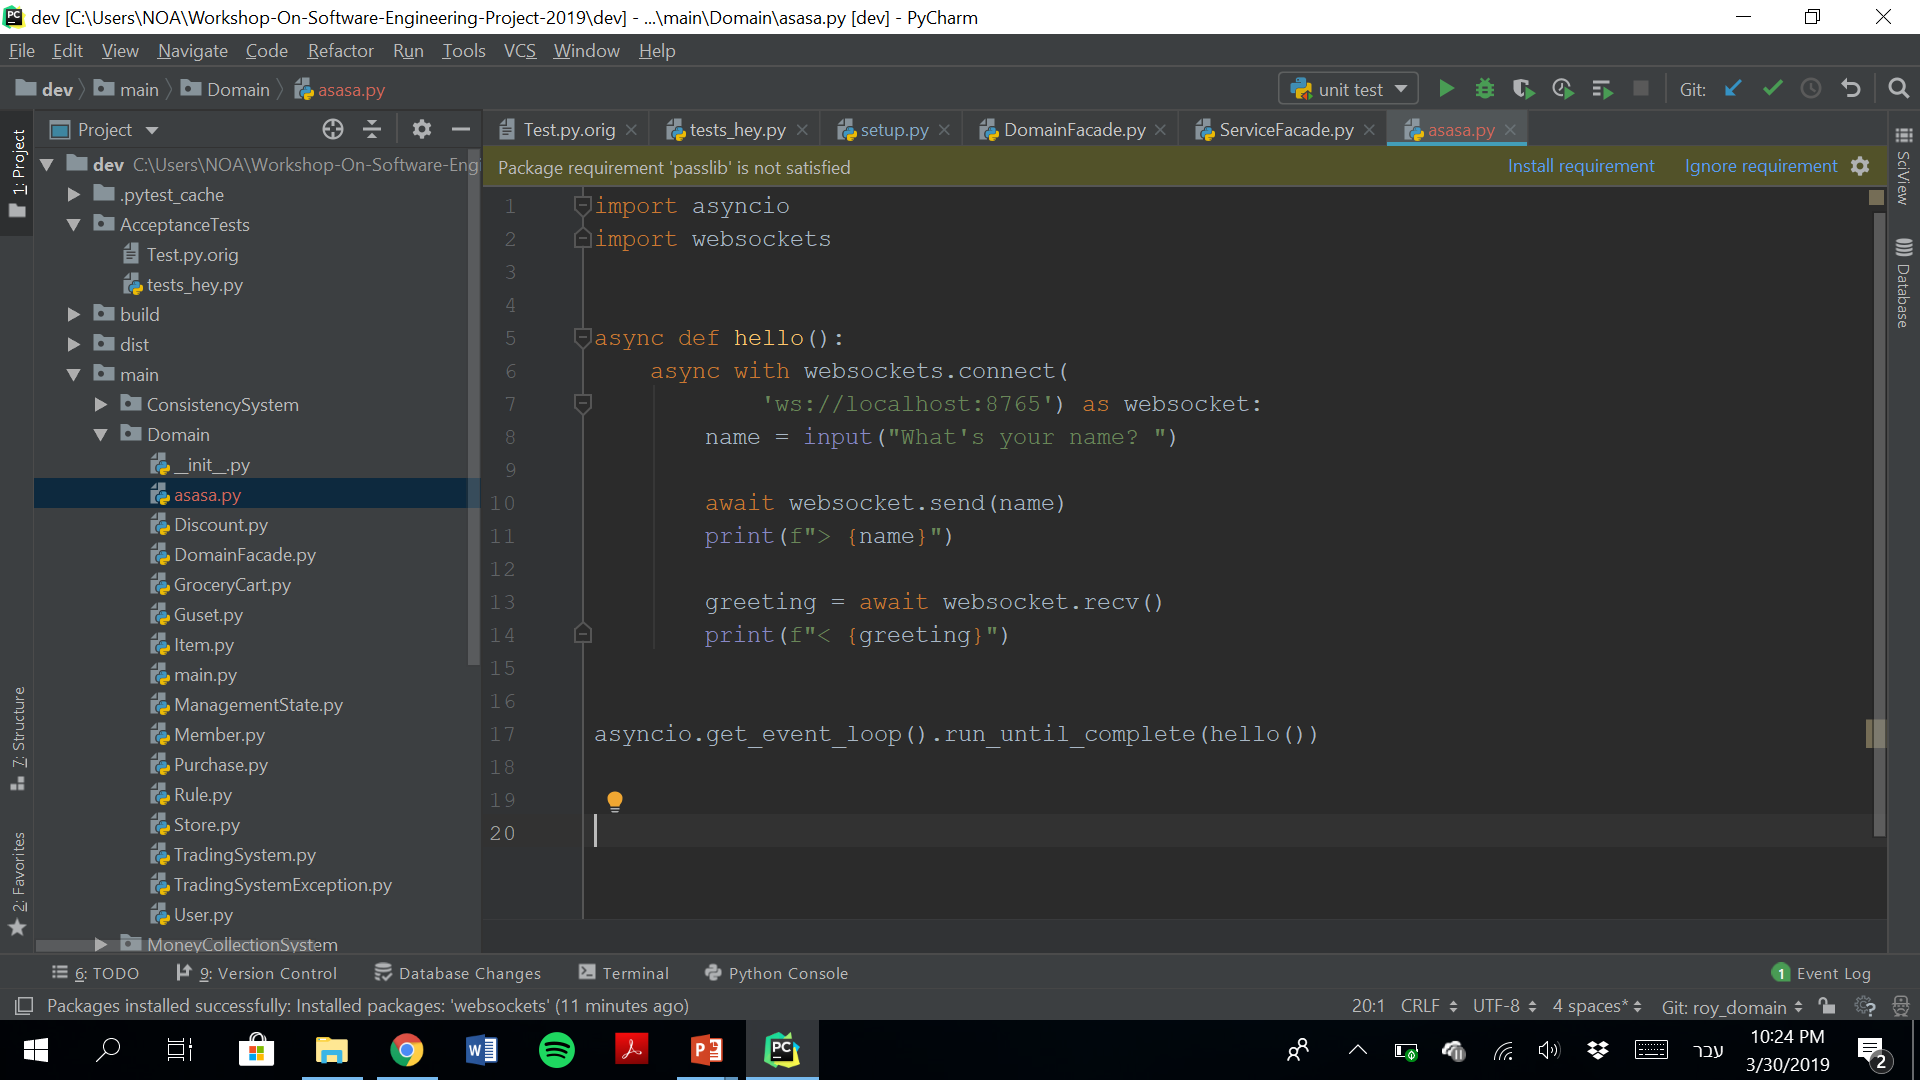 dev [C:\Users\NOA\Workshop-On-Software-Engineering-Project-2019\dev] - ...\main\Domain\asasa.py [dev] - PyCharm
File Edit View Navigate Code Refactor Run Tools VCS Window Help
dev main Domain asasa.py unit test Git:
Project Test.py.orig tests_hey.py setup.py DomainFacade.py ServiceFacade.py asasa.py
Package requirement 'passlib' is not satisfied Install requirement Ignore requirement
1: Project
7: Structure
2: Favorites
dev C:\Users\NOA\Workshop-On-Software-Engi
.pytest_cache
AcceptanceTests
Test.py.orig
tests_hey.py
build
dist
main
ConsistencySystem
Domain
__init__.py
asasa.py
Discount.py
DomainFacade.py
GroceryCart.py
Guset.py
Item.py
main.py
ManagementState.py
Member.py
Purchase.py
Rule.py
Store.py
TradingSystem.py
TradingSystemException.py
User.py
MoneyCollectionSystem
1 import asyncio
2 import websockets
3
4
5 async def hello():
6 async with websockets.connect(
7 'ws://localhost:8765') as websocket:
8 name = input("What's your name? ")
9
10 await websocket.send(name)
11 print(f"> {name}")
12
13 greeting = await websocket.recv()
14 print(f"< {greeting}")
15
16
17 asyncio.get_event_loop().run_until_complete(hello())
18
19
20
SciView
Database
6: TODO 9: Version Control Database Changes Terminal Python Console 1 Event Log
Packages installed successfully: Installed packages: 'websockets' (11 minutes ago) 20:1 CRLF UTF-8 4 spaces* Git: roy_domain
עבר 10:24 PM
3/30/2019 2